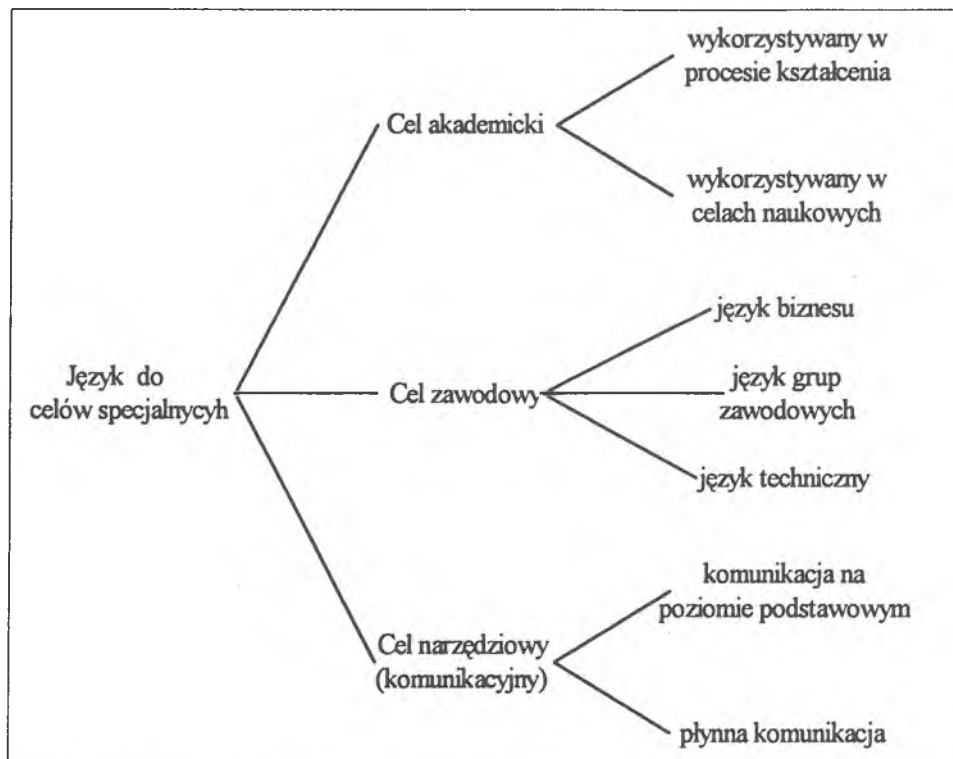 wykorzystywany w
procesie kształcenia
Cel akademicki
wykorzystywany w
celach naukowych
język biznesu
Język do
celów specjalnycyh
Cel zawodowy
język grup
zawodowych
język techniczny
komunikacja na
poziomie podstawowym
Cel narzędziowy
(komunikacyjny)
płynna komunikacja